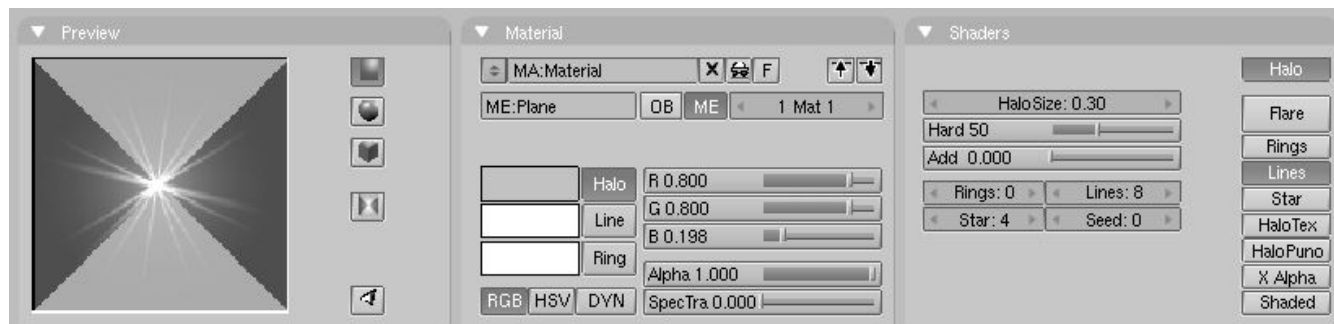 Preview
Material
MA:Material X F
ME:Plane OB ME 1 Mat 1
Halo R 0.800
G 0.800
Line
B 0.198
Ring
Alpha 1.000
RGB HSV DYN SpecTra 0.000
Shaders
Halo
HaloSize: 0.30
Flare
Hard 50
Rings
Add 0.000
Lines
Rings: 0 Lines: 8
Star
Star: 4 Seed: 0
HaloTex
HaloPuno
X Alpha
Shaded